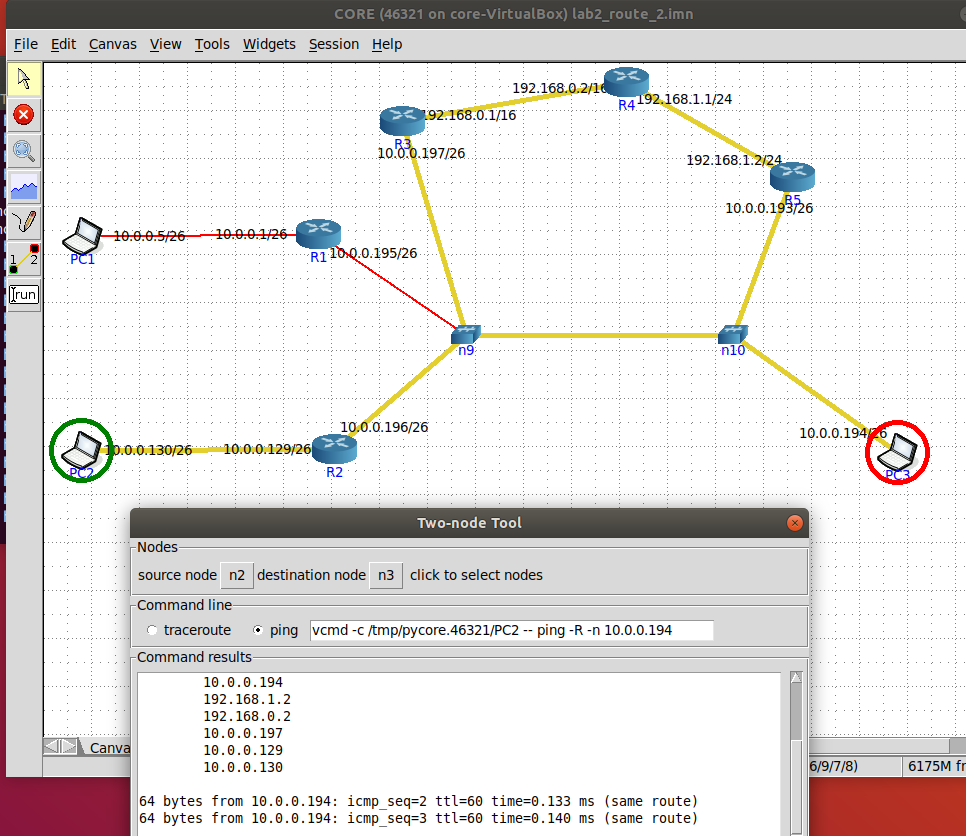 CORE (46321 on core-VirtualBox) lab2_route_2.imn
File Edit Canvas View Tools Widgets Session Help
192.168.0.2/16
R4
192.168.1.1/24
192.168.0.1/16
R3
10.0.0.197/26
192.168.1.2/24
R5
10.0.0.193/26
PC1
10.0.0.5/26
10.0.0.1/26
R1
10.0.0.195/26
n9
n10
10.0.0.196/26
10.0.0.194/26
PC2
10.0.0.130/26
10.0.0.129/26
R2
PC3
1 2
run
Two-node Tool
Nodes
source node n2 destination node n3 click to select nodes
Command line
traceroute ping vcmd -c /tmp/pycore.46321/PC2 -- ping -R -n 10.0.0.194
Command results
10.0.0.194
192.168.1.2
192.168.0.2
10.0.0.197
10.0.0.129
10.0.0.130
64 bytes from 10.0.0.194: icmp_seq=2 ttl=60 time=0.133 ms (same route)
64 bytes from 10.0.0.194: icmp_seq=3 ttl=60 time=0.140 ms (same route)
Canva
6/9/7/8) 6175M fr